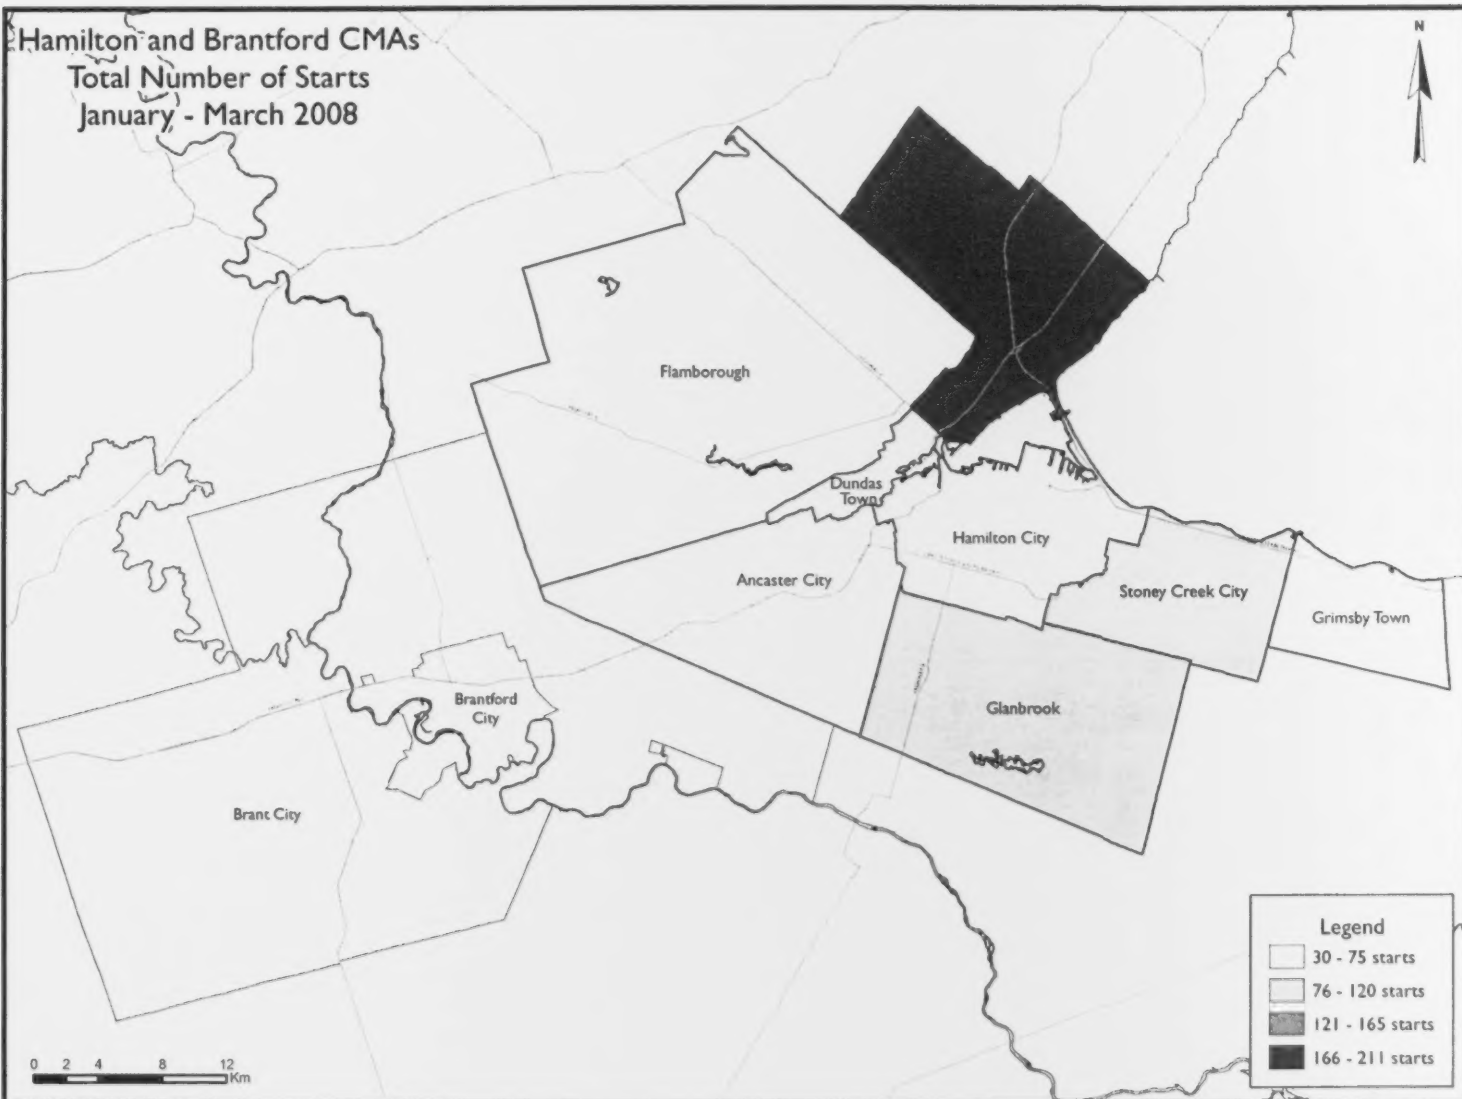 Hamilton and Brantford CMAs
Total Number of Starts
January - March 2008
N
Flamborough
Dundas
Town
Hamilton City
Ancaster City
Stoney Creek City
Grimsby Town
Brantford
City
Glanbrook
Brant City
Legend
30 - 75 starts
76 - 120 starts
121 - 165 starts
166 - 211 starts
0 2 4 8 12
Km